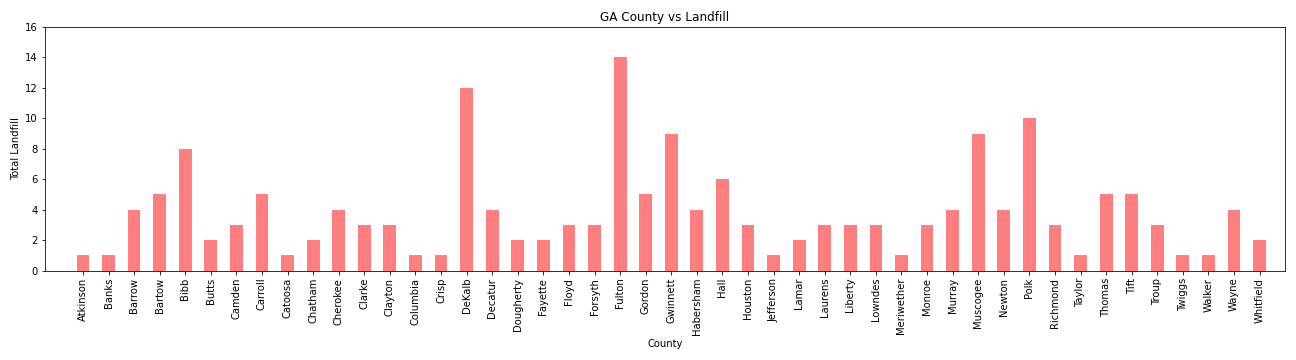 GA County vs Landfill
16
14
12
10
8
6
4
2
0
Total Landfill
Atkinson
Banks
Barrow
Bartow
Bibb
Butts
Camden
Carroll
Catoosa
Chatham
Cherokee
Clarke
Clayton
Columbia
Crisp
DeKalb
Decatur
Dougherty
Fayette
Floyd
Forsyth
Fulton
Gordon
Gwinnett
Habersham
Hall
Houston
Jefferson
Lamar
Laurens
Liberty
Lowndes
Meriwether
Monroe
Murray
Muscogee
Newton
Polk
Richmond
Taylor
Thomas
Tift
Troup
Twiggs
Walker
Wayne
Whitfield
County